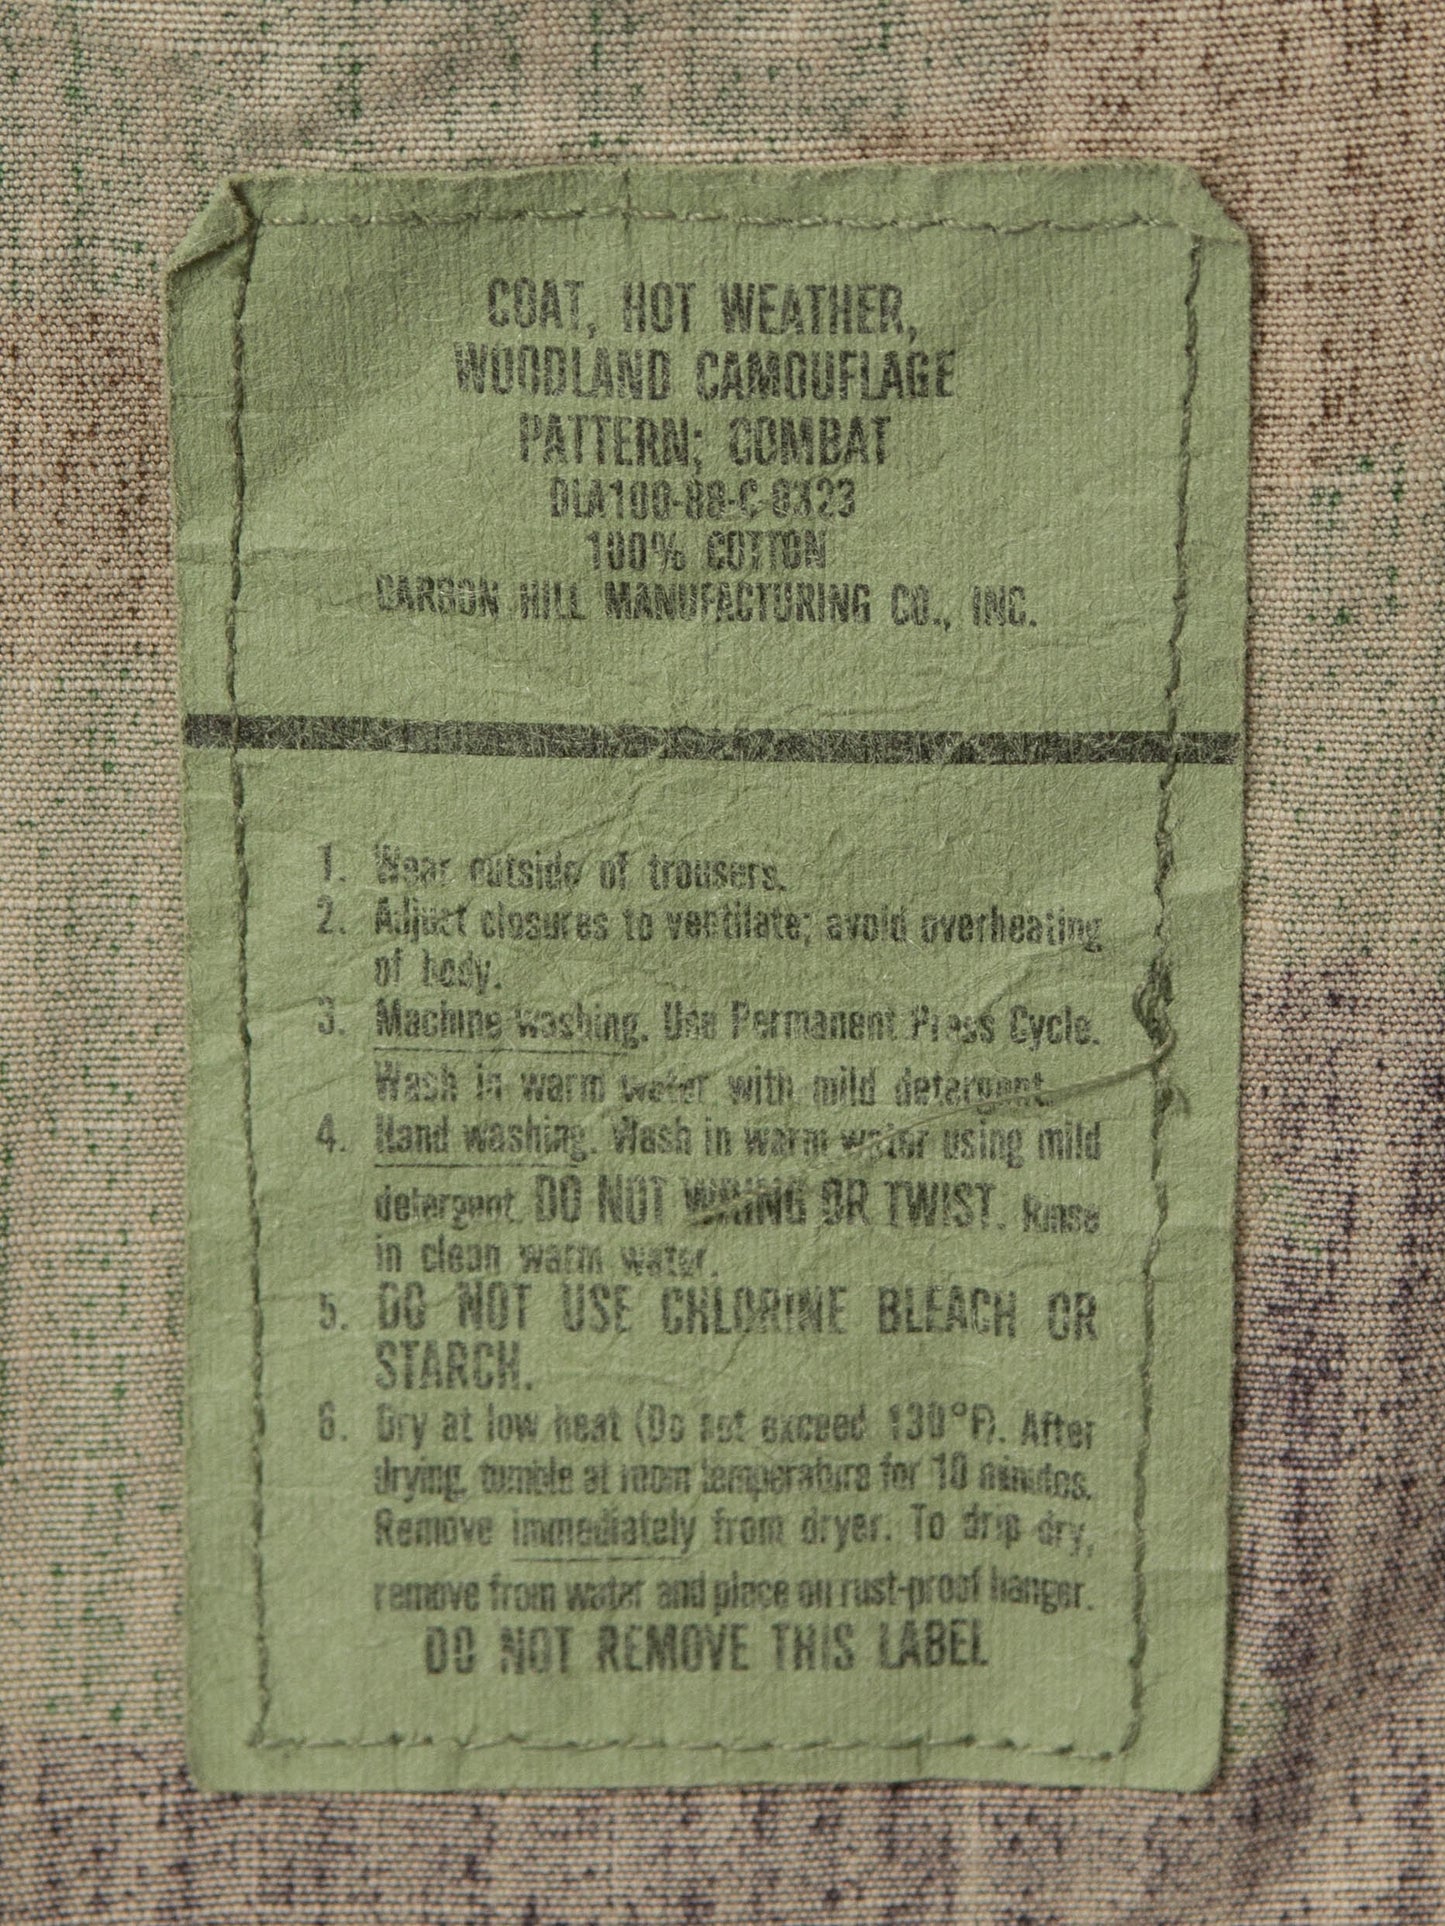 COAT, HOT WEATHER,
WOODLAND CAMOUFLAGE
PATTERN; COMBAT
DLA100-88-C-0323
100% COTTON
CARBON HILL MANUFACTURING CO., INC.
1. Wear outside of trousers.
2. Adjust closures to ventilate; avoid overheating
of body.
3. Machine washing. Use Permanent Press Cycle.
Wash in warm water with mild detergent.
4. Hand washing. Wash in warm water using mild
detergent. DO NOT WRING OR TWIST. Rinse
in clean warm water.
5. DO NOT USE CHLORINE BLEACH OR
STARCH.
6. Dry at low heat (Do not exceed 130°F). After
drying, tumble at room temperature for 10 minutes.
Remove immediately from dryer. To drip dry,
remove from water and place on rust-proof hanger.
DO NOT REMOVE THIS LABEL